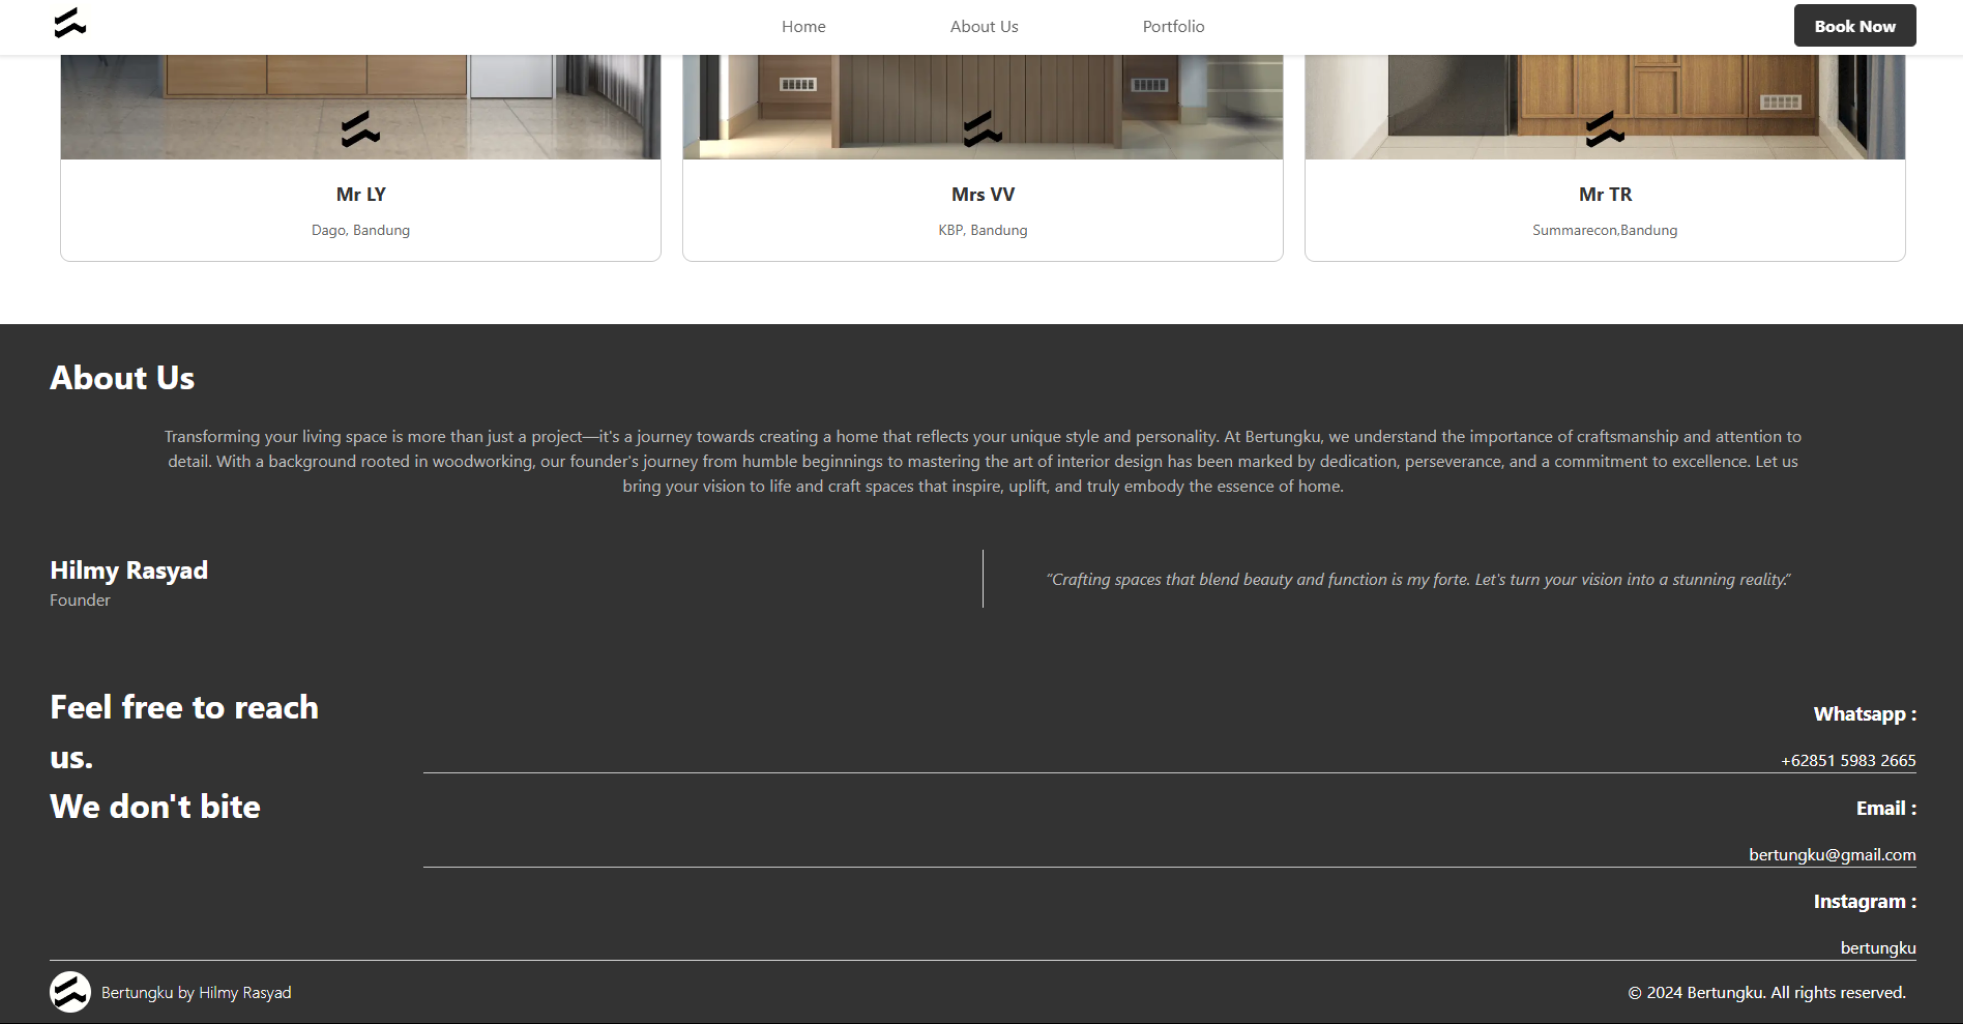 Home
About Us
Portfolio
Book Now
Mr LY
Dago, Bandung
Mrs VV
KBP, Bandung
Mr TR
Summarecon,Bandung
About Us
Transforming your living space is more than just a project—it's a journey towards creating a home that reflects your unique style and personality. At Bertungku, we understand the importance of craftsmanship and attention to
detail. With a background rooted in woodworking, our founder's journey from humble beginnings to mastering the art of interior design has been marked by dedication, perseverance, and a commitment to excellence. Let us
bring your vision to life and craft spaces that inspire, uplift, and truly embody the essence of home.
Hilmy Rasyad
Founder
“Crafting spaces that blend beauty and function is my forte. Let's turn your vision into a stunning reality.”
Feel free to reach
us.
We don't bite
Whatsapp :
+62851 5983 2665
Email :
bertungku@gmail.com
Instagram :
bertungku
Bertungku by Hilmy Rasyad
© 2024 Bertungku. All rights reserved.